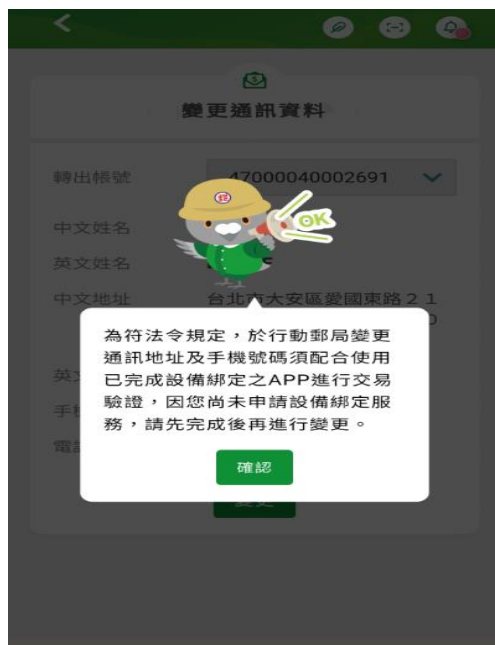 變更通訊資料
轉出帳號 47000040002691
中文姓名
OK
英文姓名
中文地址 台北市大安區愛國東路２１
為符法令規定，於行動郵局變更
通訊地址及手機號碼須配合使用
已完成設備綁定之APP進行交易
驗證，因您尚未申請設備綁定服
務，請先完成後再進行變更。
確認
變更